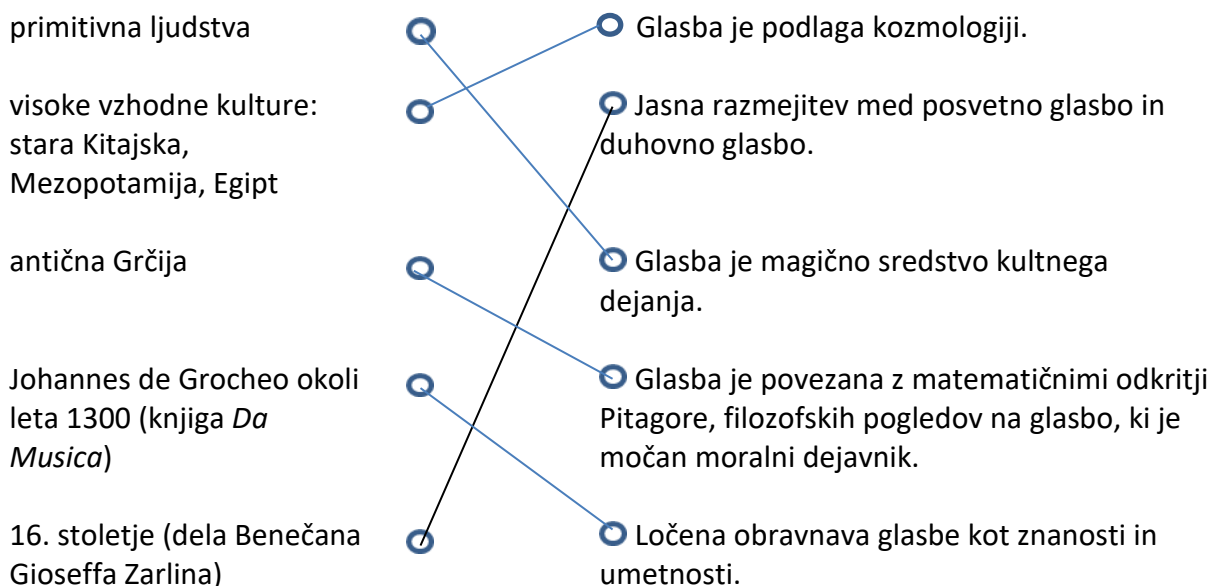 primitivna ljudstva
visoke vzhodne kulture:
stara Kitajska,
Mezopotamija, Egipt
antična Grčija
Johannes de Grocheo okoli
leta 1300 (knjiga Da
Musica)
16. stoletje (dela Benečana
Gioseffa Zarlina)
Glasba je podlaga kozmologiji.
Jasna razmejitev med posvetno glasbo in
duhovno glasbo.
Glasba je magično sredstvo kultnega
dejanja.
Glasba je povezana z matematičnimi odkritji
Pitagore, filozofskih pogledov na glasbo, ki je
močan moralni dejavnik.
Ločena obravnava glasbe kot znanosti in
umetnosti.